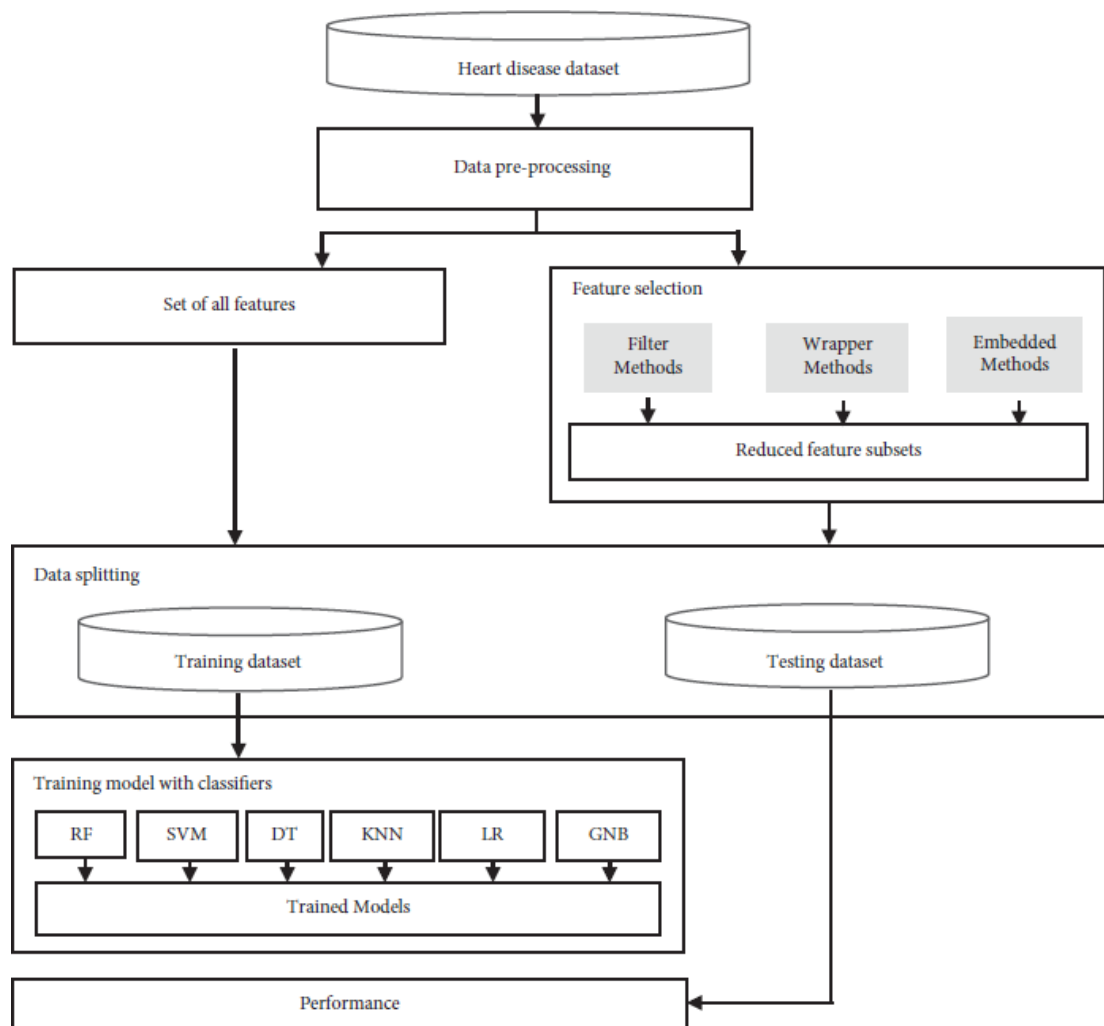 Heart disease dataset
Data pre-processing
Set of all features
Feature selection
Filter
Methods
Wrapper
Methods
Embedded
Methods
Reduced feature subsets
Data splitting
Training dataset
Testing dataset
Training model with classifiers
RF
SVM
DT
KNN
LR
GNB
Trained Models
Performance